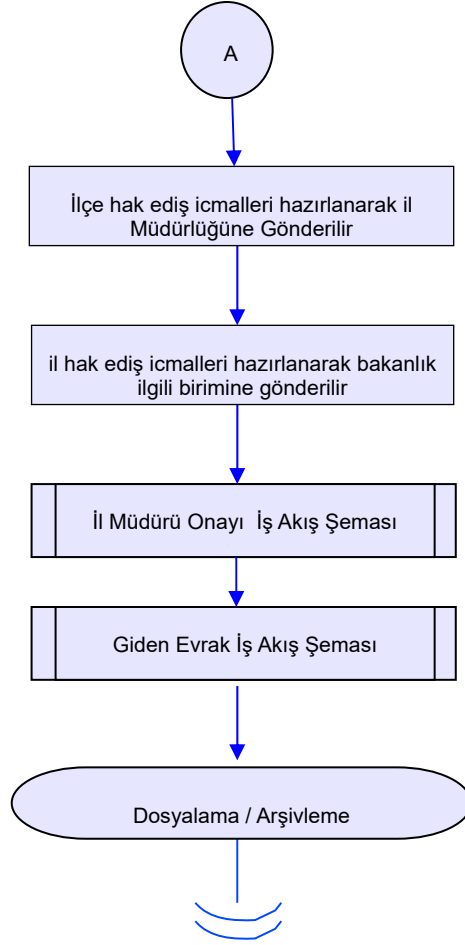 A
İlçe hak ediş icmalleri hazırlanarak il
Müdürlüğüne Gönderilir
il hak ediş icmalleri hazırlanarak bakanlık
ilgili birimine gönderilir
İl Müdürü Onayı  İş Akış Şeması
Giden Evrak İş Akış Şeması
Dosyalama / Arşivleme